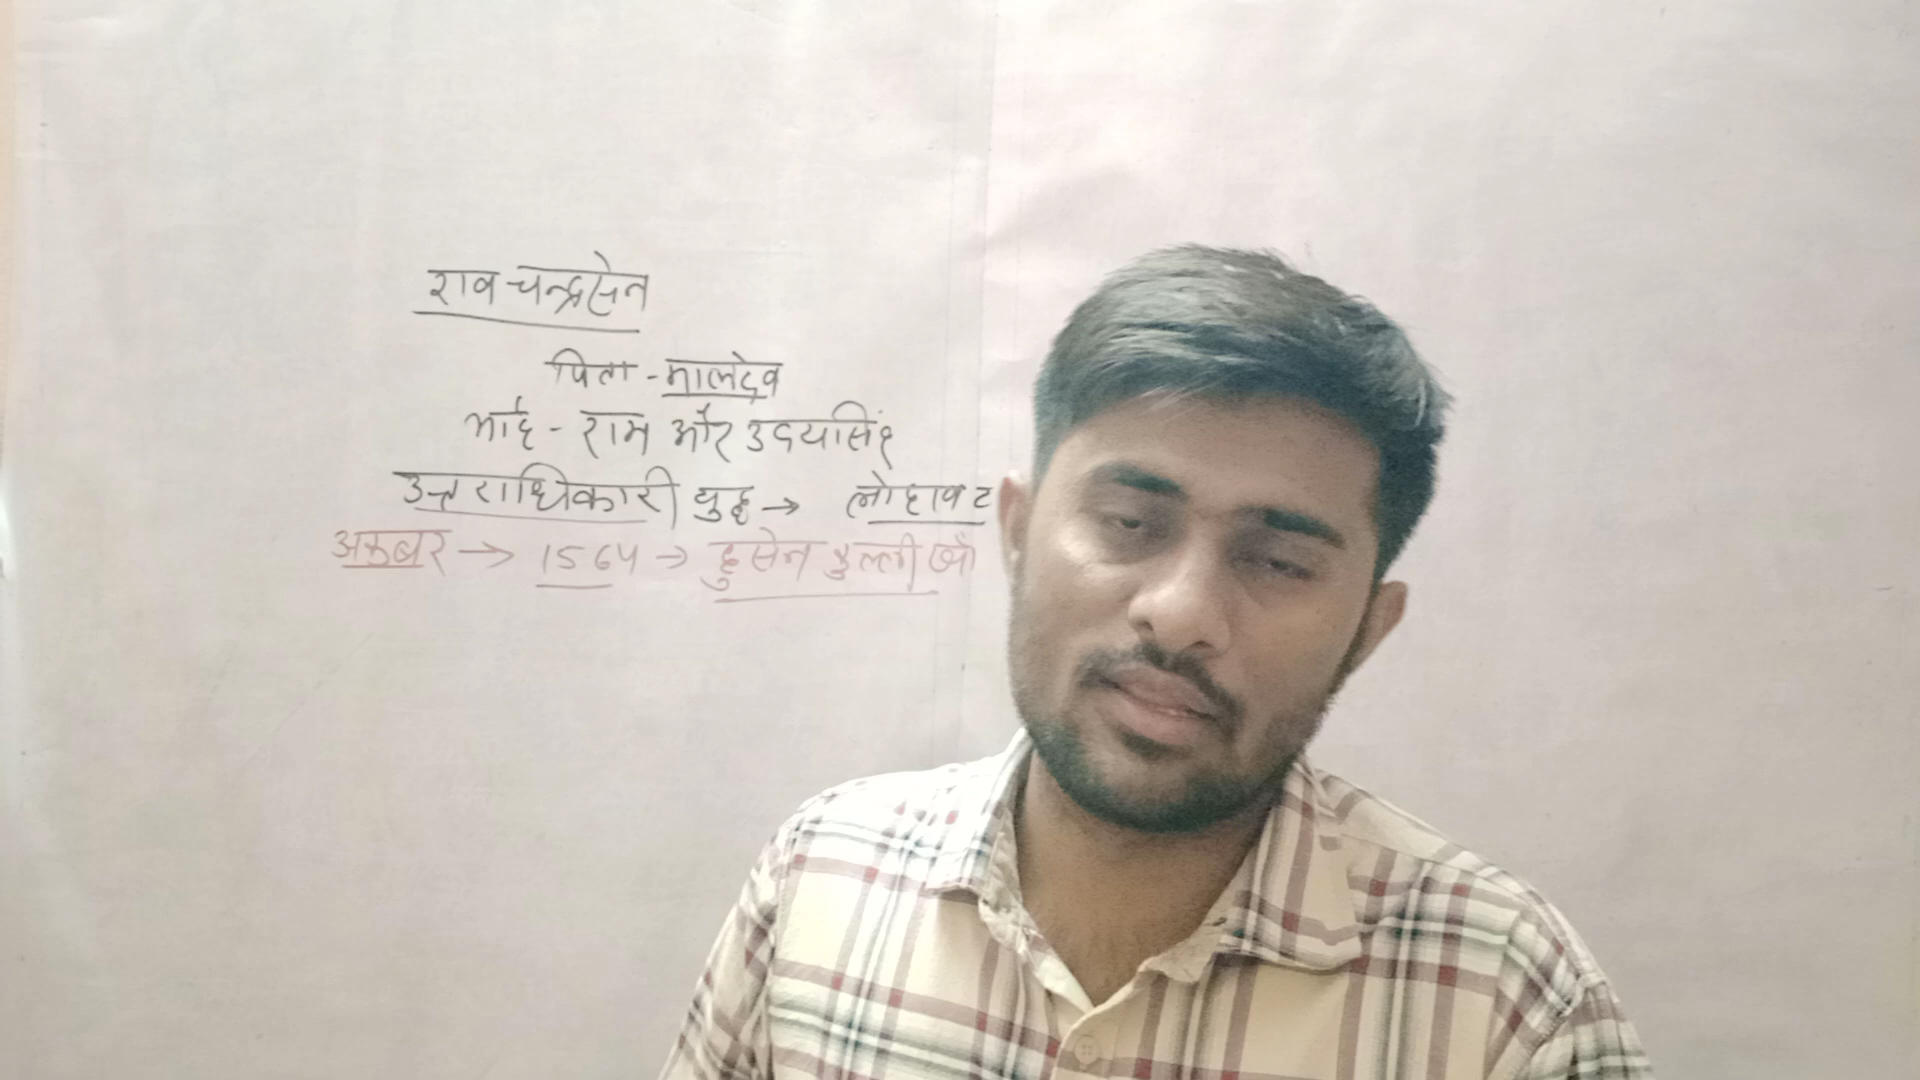 राव चन्द्रसेन
पिता - मालदेव
भाई - राम और उदयसिंह
उत्तराधिकारी युद्ध → लोहावट
अकबर → 1564 → हुसेन कुल्ली खाँ